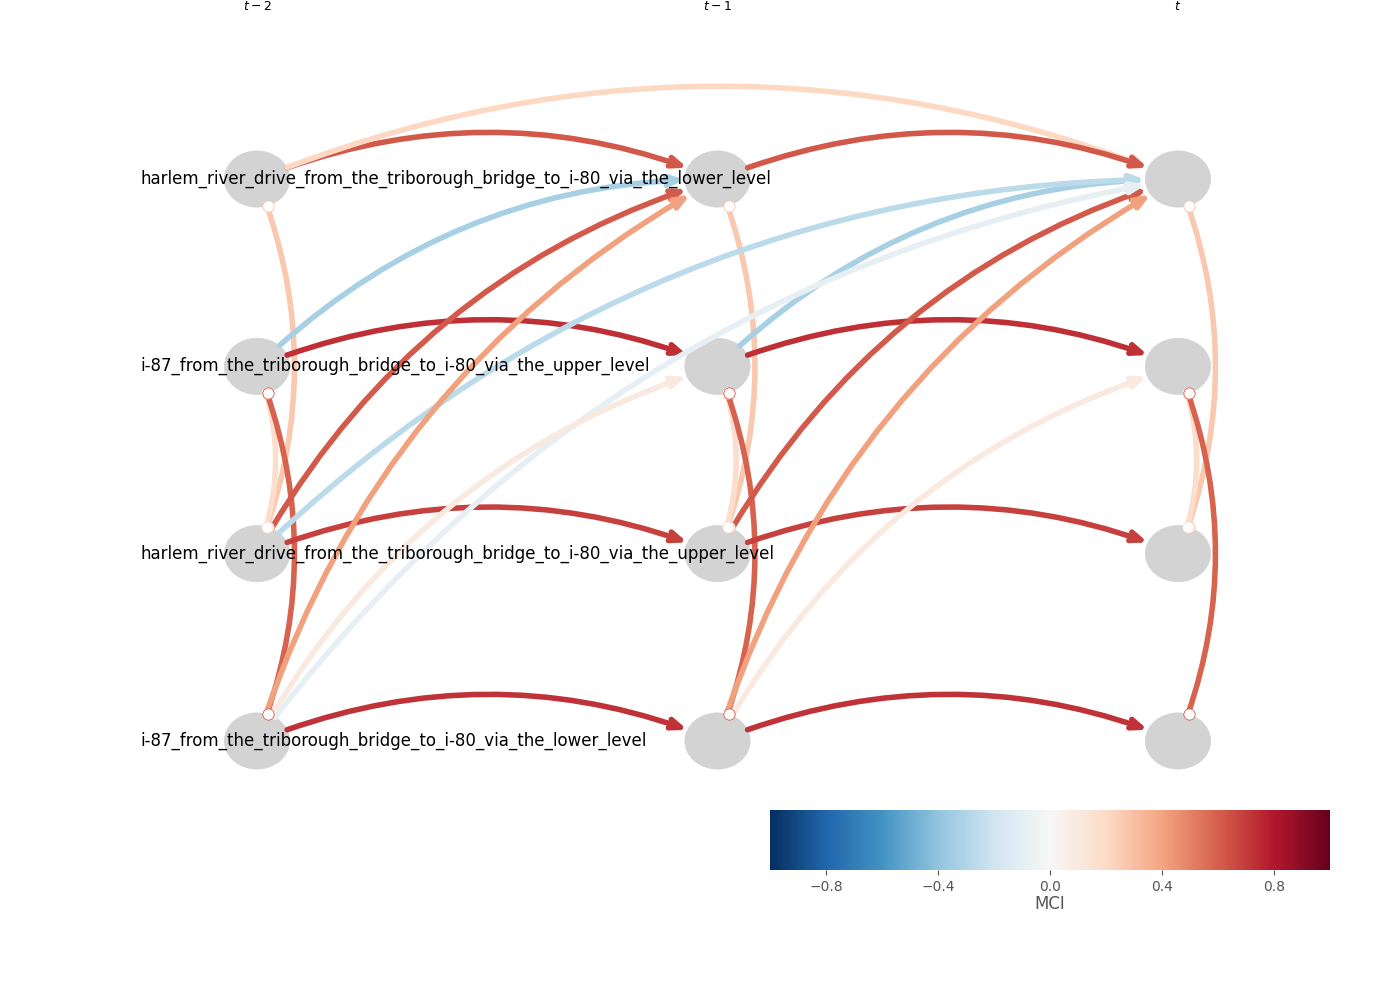 t − 2 t − 1 t
harlem_river_drive_from_the_triborough_bridge_to_i-80_via_the_lower_level
i-87_from_the_triborough_bridge_to_i-80_via_the_upper_level
harlem_river_drive_from_the_triborough_bridge_to_i-80_via_the_upper_level
i-87_from_the_triborough_bridge_to_i-80_via_the_lower_level
−0.8 −0.4 0.0 0.4 0.8
MCI